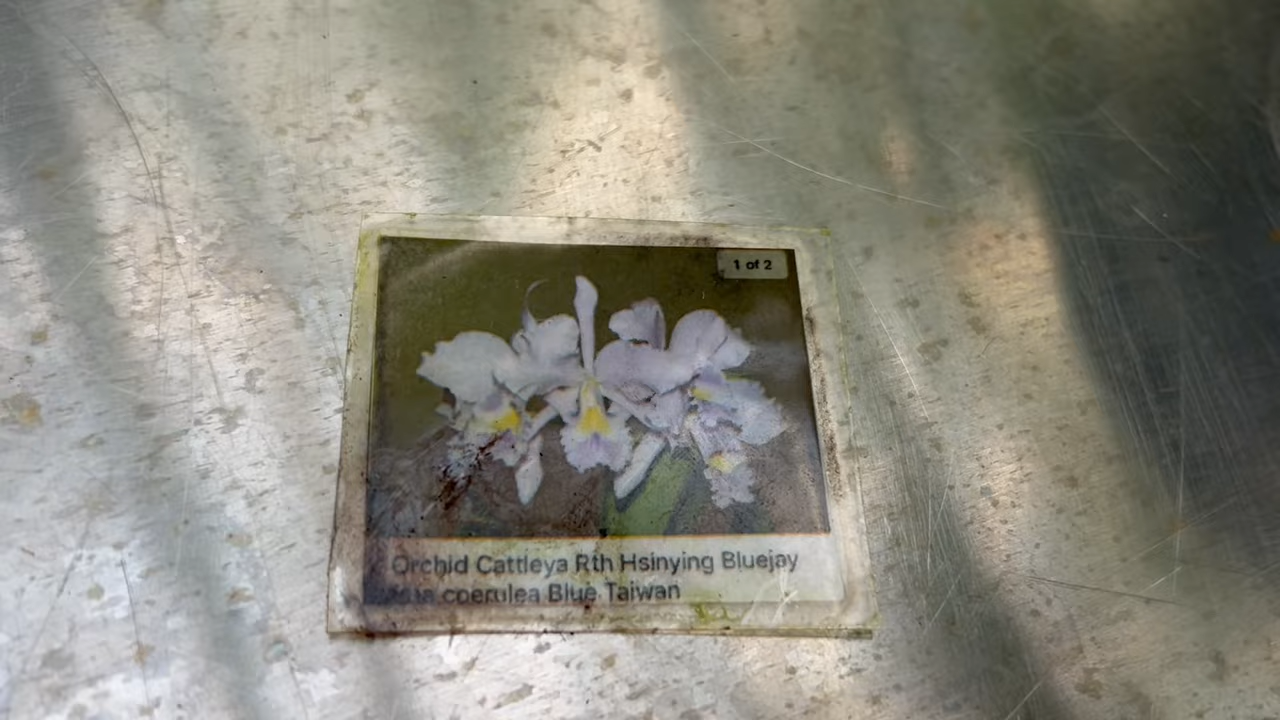 1 of 2
Orchid Cattleya Rth Hsinying Bluejay
coerulea Blue Taiwan